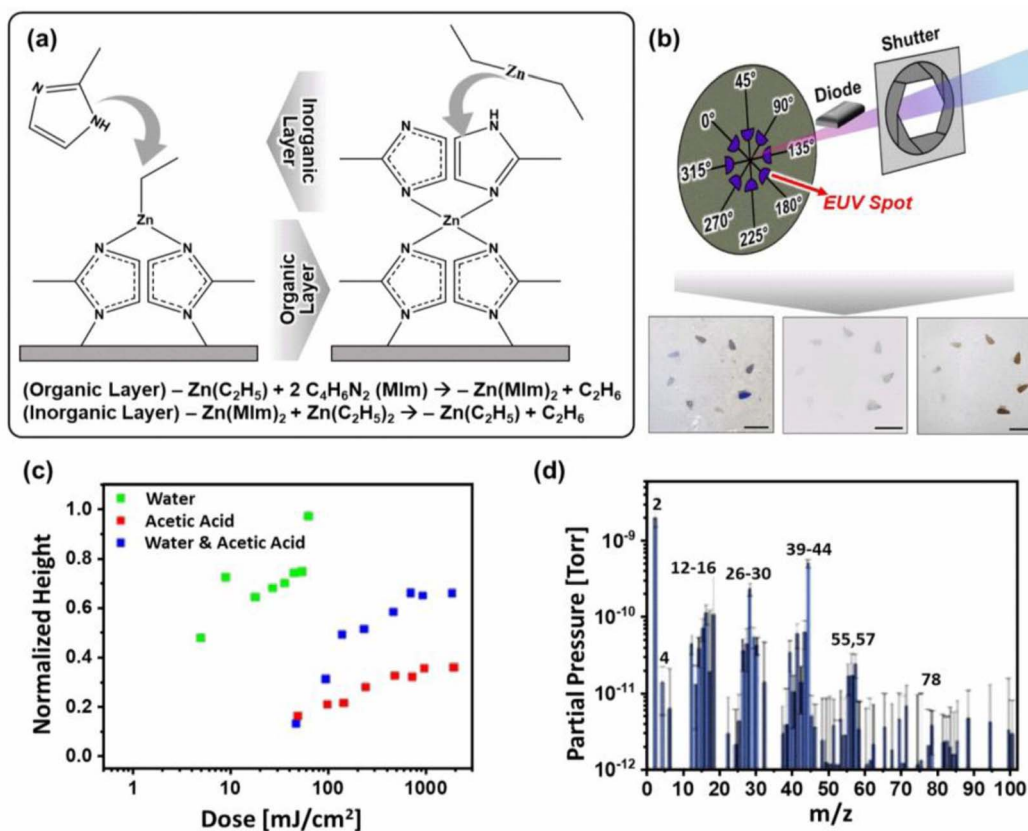 (a)
N
NH
Zn
Inorganic
Layer
N
H
N
Zn
N
N
N
N
Zn
N
N
N
N
Organic
Layer
(Organic Layer) – Zn(C₂H₅) + 2 C₄H₆N₂ (MIm) → – Zn(MIm)₂ + C₂H₆
(Inorganic Layer) – Zn(MIm)₂ + Zn(C₂H₅)₂ → – Zn(C₂H₅) + C₂H₆
(b)
Shutter
Diode
45°
0°
90°
135°
315°
180°
270°
225°
EUV Spot
(c)
Water
Acetic Acid
Water & Acetic Acid
Normalized Height
1.0
0.8
0.6
0.4
0.2
0.0
1
10
100
1000
Dose [mJ/cm²]
(d)
2
39-44
12-16
26-30
55,57
4
78
Partial Pressure [Torr]
10⁻⁹
10⁻¹⁰
10⁻¹¹
10⁻¹²
0 10 20 30 40 50 60 70 80 90 100
m/z